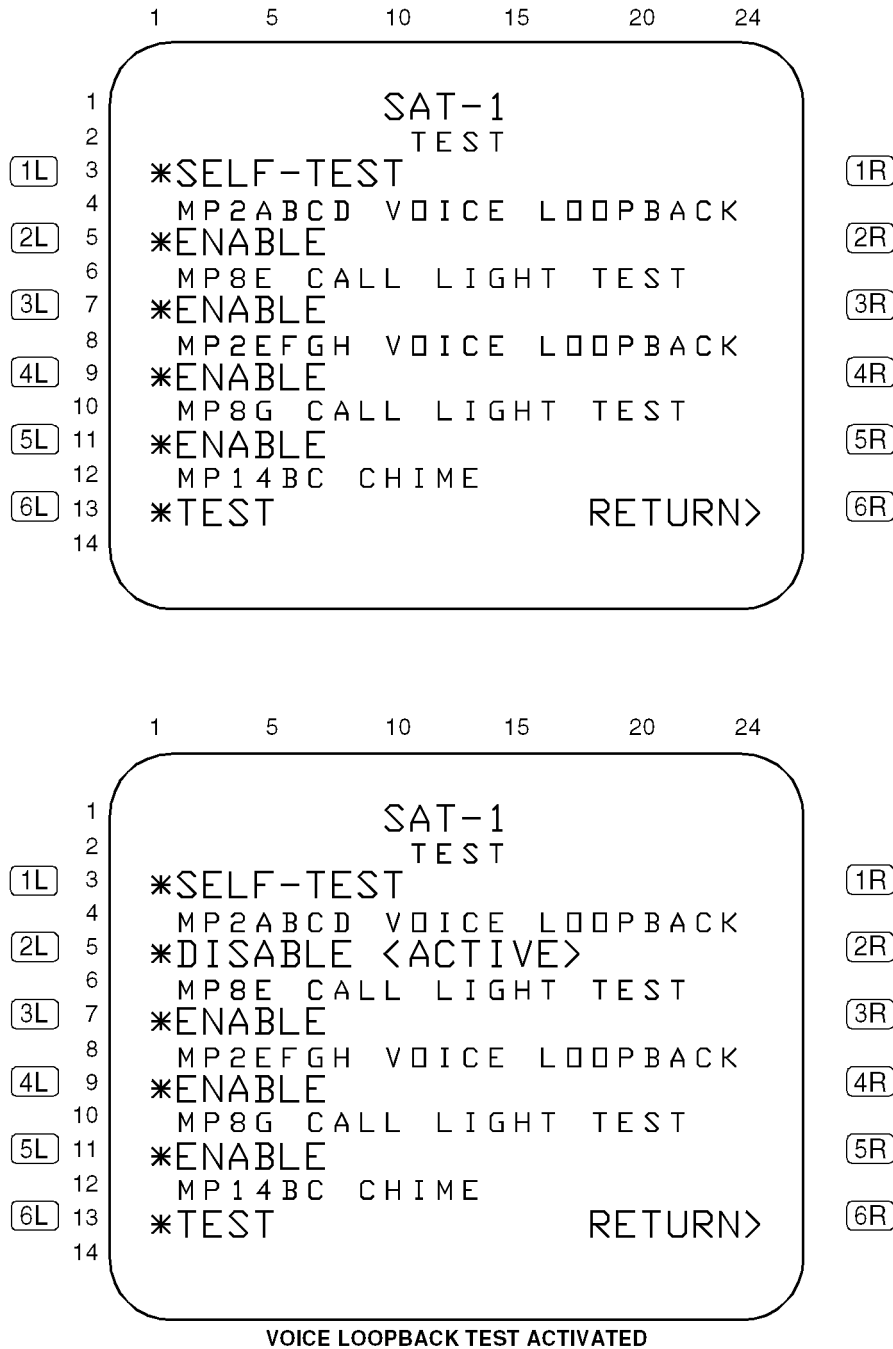 1 5 10 15 20 24
1 SAT-1
2 TEST
1L 3 *SELF-TEST 1R
4 MP2ABCD VOICE LOOPBACK
2L 5 *ENABLE 2R
6 MP8E CALL LIGHT TEST
3L 7 *ENABLE 3R
8 MP2EFGH VOICE LOOPBACK
4L 9 *ENABLE 4R
10 MP8G CALL LIGHT TEST
5L 11 *ENABLE 5R
12 MP14BC CHIME
6L 13 *TEST RETURN> 6R
14
1 5 10 15 20 24
1 SAT-1
2 TEST
1L 3 *SELF-TEST 1R
4 MP2ABCD VOICE LOOPBACK
2L 5 *DISABLE <ACTIVE> 2R
6 MP8E CALL LIGHT TEST
3L 7 *ENABLE 3R
8 MP2EFGH VOICE LOOPBACK
4L 9 *ENABLE 4R
10 MP8G CALL LIGHT TEST
5L 11 *ENABLE 5R
12 MP14BC CHIME
6L 13 *TEST RETURN> 6R
14
VOICE LOOPBACK TEST ACTIVATED